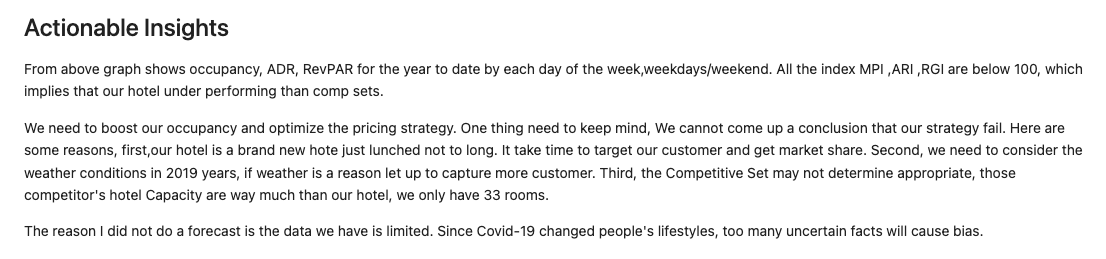 Actionable Insights
From above graph shows occupancy, ADR, RevPAR for the year to date by each day of the week,weekdays/weekend. All the index MPI ,ARI ,RGI are below 100, which
implies that our hotel under performing than comp sets.
We need to boost our occupancy and optimize the pricing strategy. One thing need to keep mind, We cannot come up a conclusion that our strategy fail. Here are
some reasons, first,our hotel is a brand new hote just lunched not to long. It take time to target our customer and get market share. Second, we need to consider the
weather conditions in 2019 years, if weather is a reason let up to capture more customer. Third, the Competitive Set may not determine appropriate, those
competitor's hotel Capacity are way much than our hotel, we only have 33 rooms.
The reason I did not do a forecast is the data we have is limited. Since Covid-19 changed people's lifestyles, too many uncertain facts will cause bias.